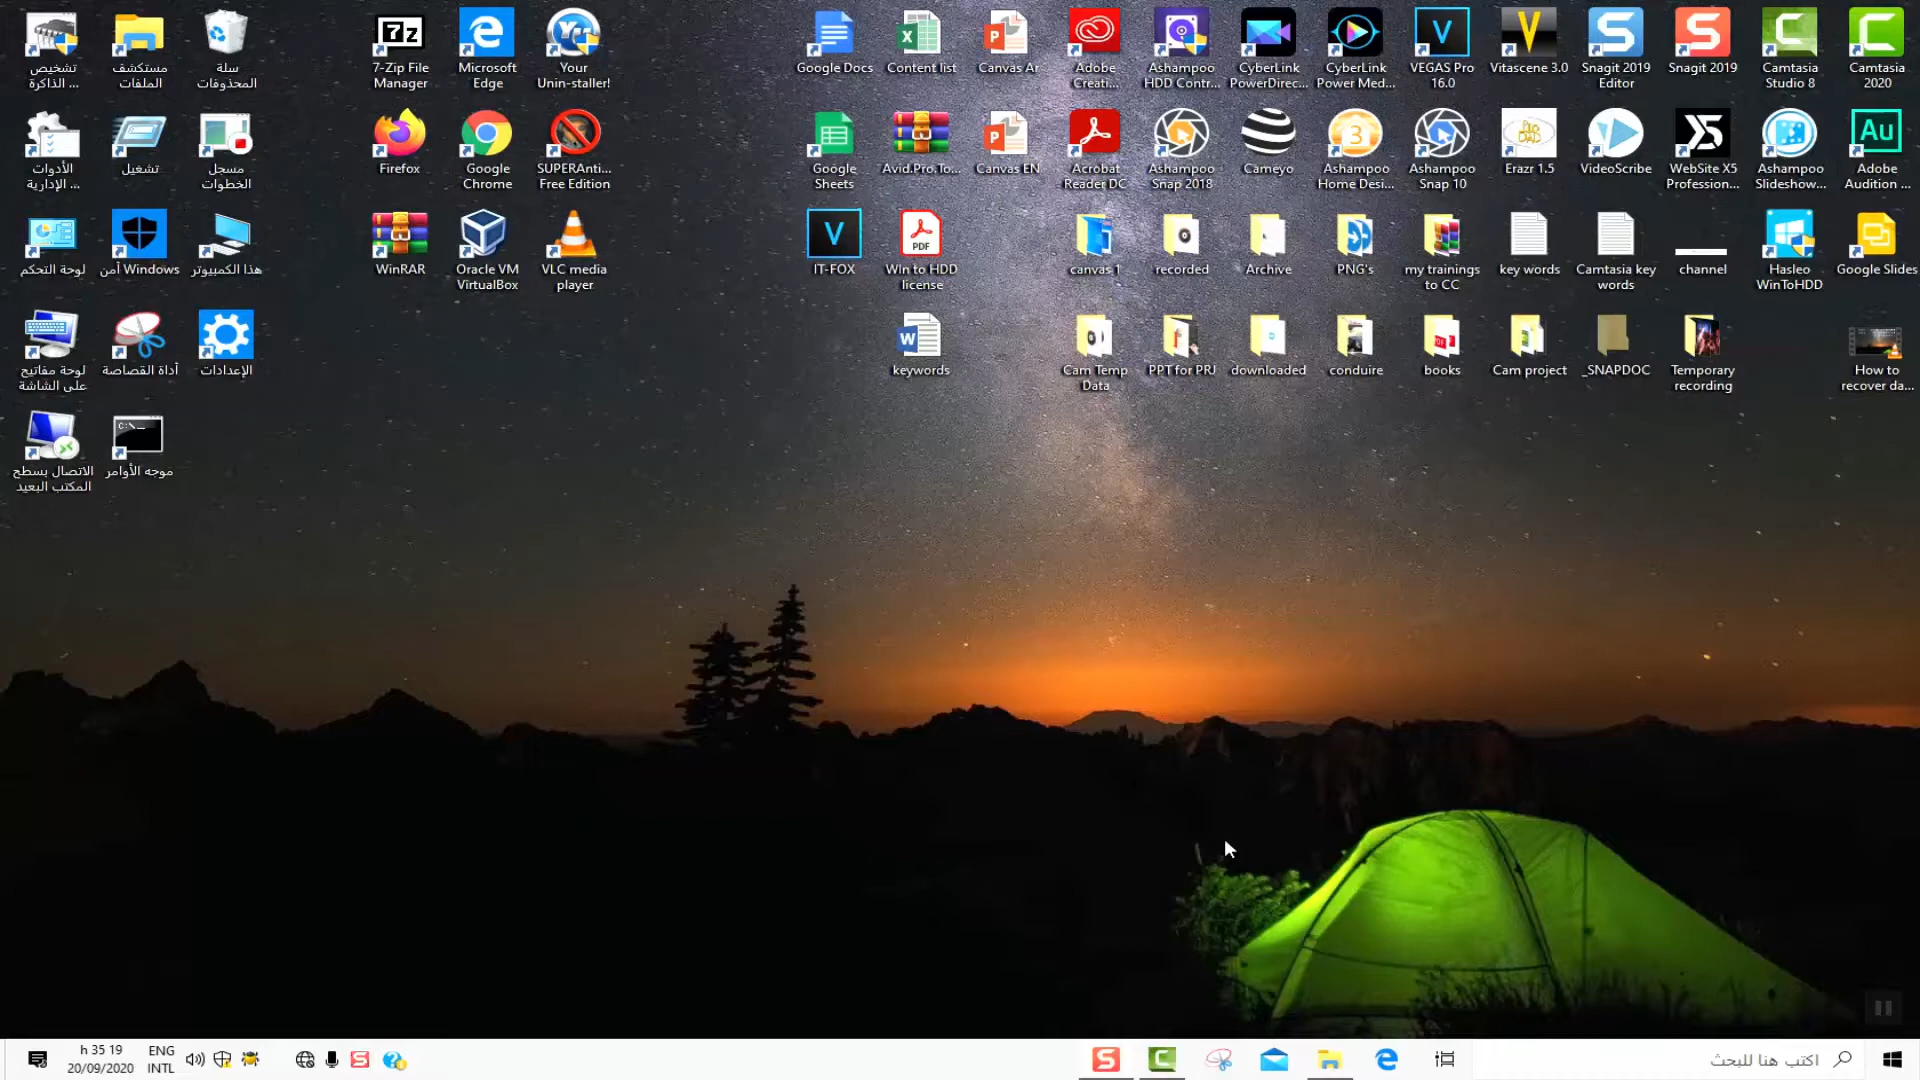 تشخيص
الذاكرة ...
مستكشف
الملفات
سلة
المحذوفات
7-Zip File
Manager
Microsoft
Edge
Your
Unin-staller!
Google Docs
Content list
Canvas Ar
Adobe
Creati...
Ashampoo
HDD Contr...
CyberLink
PowerDirec...
CyberLink
Power Med...
VEGAS Pro
16.0
Vitascene 3.0
Snagit 2019
Editor
Snagit 2019
Camtasia
Studio 8
Camtasia
2020
الأدوات
الإدارية ...
تشغيل
مسجل
الخطوات
Firefox
Google
Chrome
SUPERAnti...
Free Edition
Google
Sheets
Avid.Pro.To...
Canvas EN
Acrobat
Reader DC
Ashampoo
Snap 2018
Cameyo
Ashampoo
Home Desi...
Ashampoo
Snap 10
Erazr 1.5
VideoScribe
WebSite X5
Profession...
Ashampoo
Slideshow...
Adobe
Audition ...
لوحة التحكم
أمن Windows
هذا الكمبيوتر
WinRAR
Oracle VM
VirtualBox
VLC media
player
IT-FOX
WIn to HDD
license
canvas 1
recorded
Archive
PNG's
my trainings
to CC
key words
Camtasia key
words
channel
Hasleo
WinToHDD
Google Slides
لوحة مفاتيح
على الشاشة
أداة القصاصة
الإعدادات
keywords
Cam Temp
Data
PPT for PRJ
downloaded
conduire
books
Cam project
_SNAPDOC
Temporary
recording
How to
recover da...
الاتصال بسطح
المكتب البعيد
موجه الأوامر
h 35 19
20/09/2020
ENG
INTL
اكتب هنا للبحث